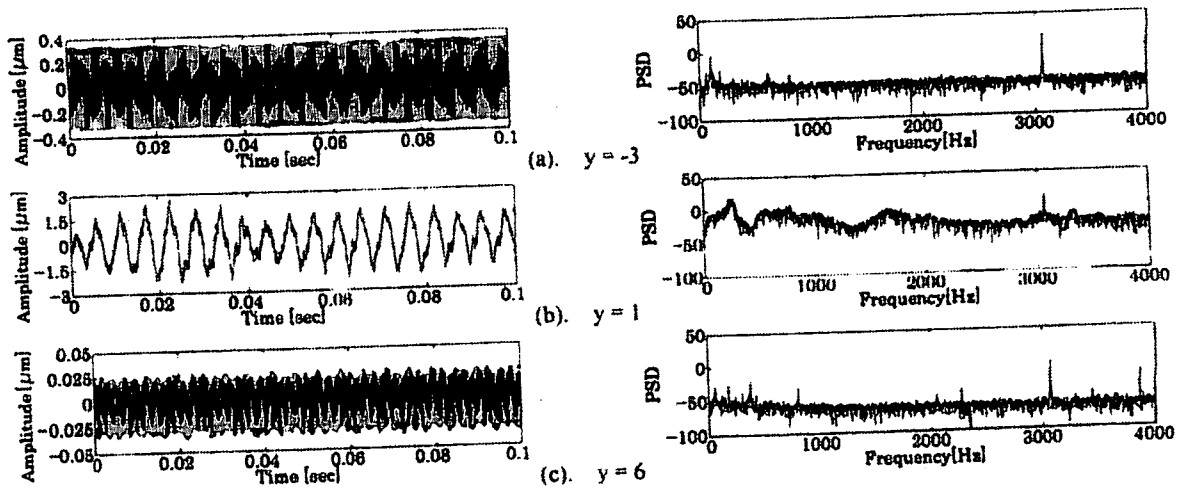 Amplitude [μm]
0.4
0.2
0
−0.2
−0.4
0 0.02 0.04 0.06 0.08 0.1
Time [sec]
PSD
50
0
−50
−100
0 1000 2000 3000 4000
Frequency[Hz]
(a). y = -3
Amplitude [μm]
3
1.5
0
−1.5
−3
0 0.02 0.04 0.06 0.08 0.1
Time [sec]
PSD
50
0
−50
−100
0 1000 2000 3000 4000
Frequency[Hz]
(b). y = 1
Amplitude [μm]
0.05
0.025
0
−0.025
−0.05
0 0.02 0.04 0.06 0.08 0.1
Time [sec]
PSD
50
0
−50
−100
0 1000 2000 3000 4000
Frequency[Hz]
(c). y = 6